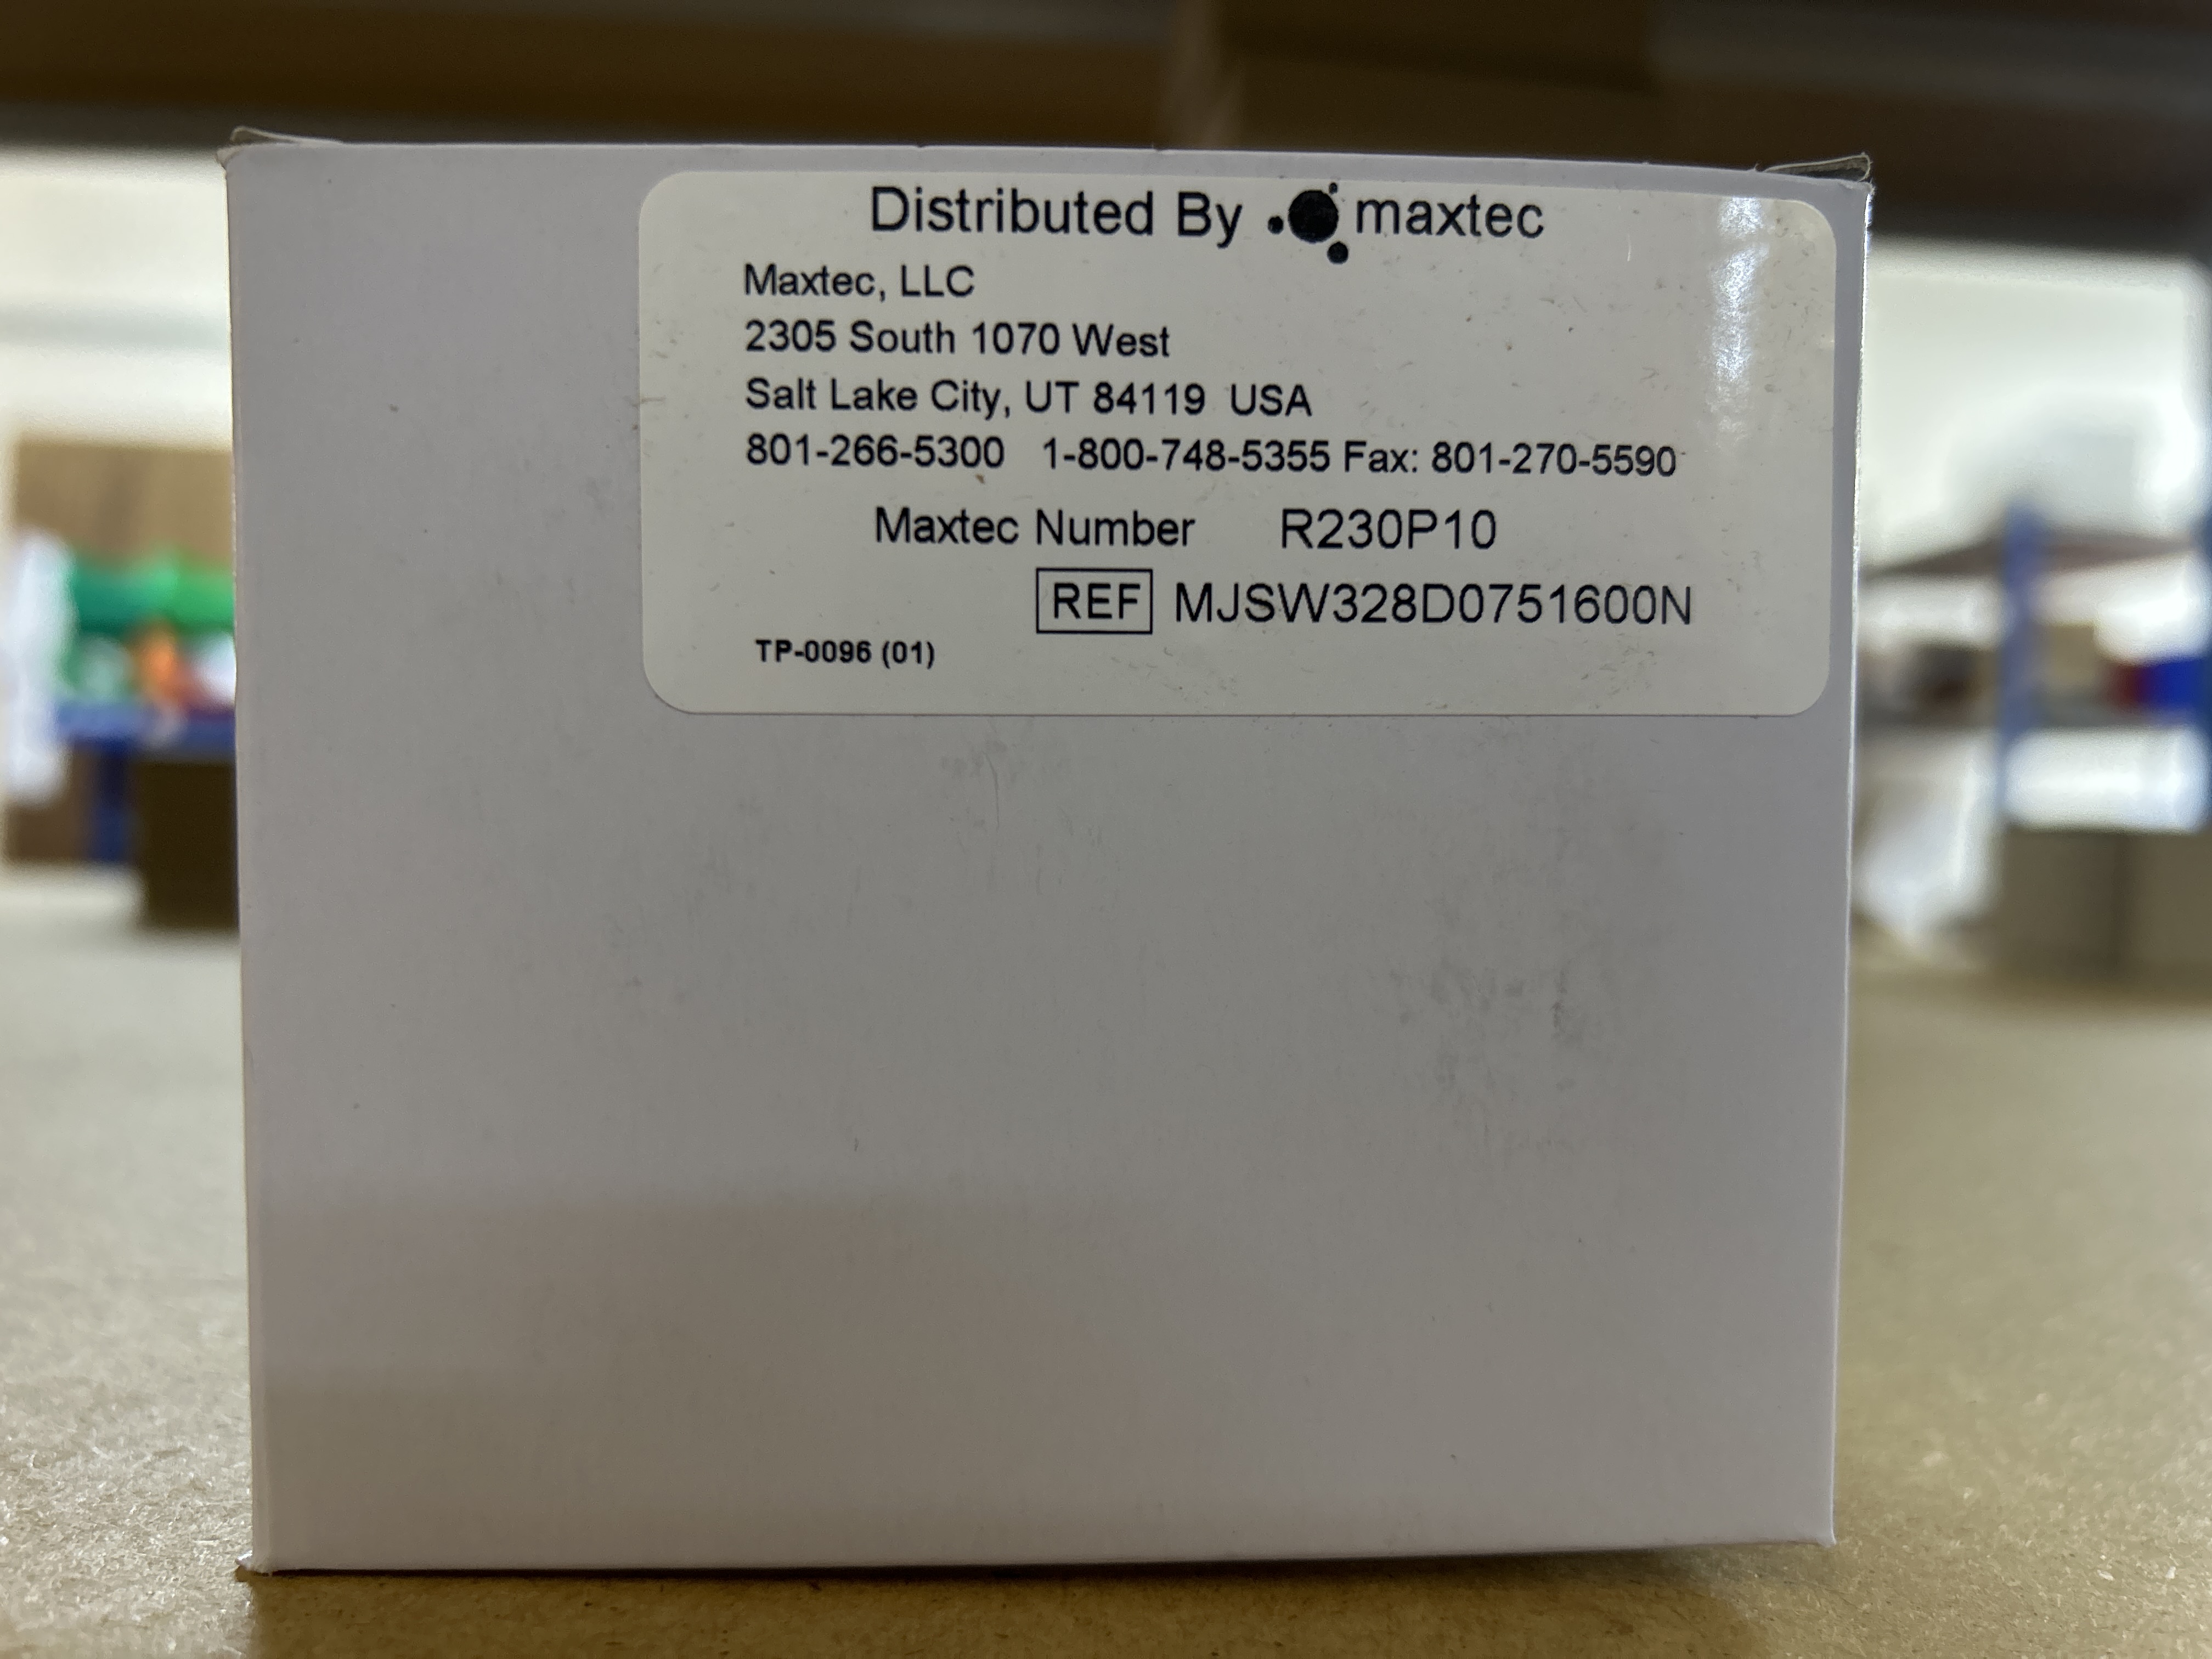 Distributed By maxtec
Maxtec, LLC
2305 South 1070 West
Salt Lake City, UT 84119 USA
801-266-5300 1-800-748-5355 Fax: 801-270-5590
Maxtec Number R230P10
REF MJSW328D0751600N
TP-0096 (01)